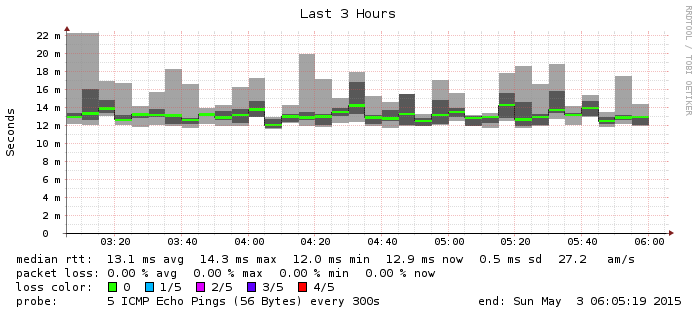 Last 3 Hours
RRDTOOL / TOBI OETIKER
Seconds
22 m
20 m
18 m
16 m
14 m
12 m
10 m
8 m
6 m
4 m
2 m
0
03:20 03:40 04:00 04:20 04:40 05:00 05:20 05:40 06:00
median rtt: 13.1 ms avg 14.3 ms max 12.0 ms min 12.9 ms now 0.5 ms sd 27.2 am/s
packet loss: 0.00 % avg 0.00 % max 0.00 % min 0.00 % now
loss color: 0 1/5 2/5 3/5 4/5
probe: 5 ICMP Echo Pings (56 Bytes) every 300s end: Sun May 3 06:05:19 2015